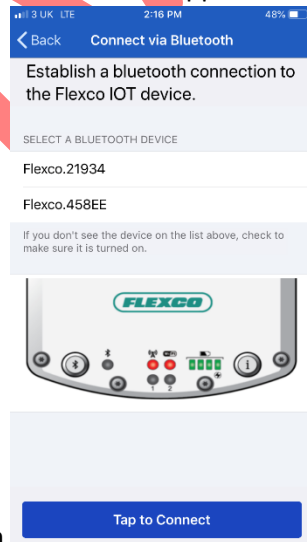 3 UK LTE 2:16 PM 48%
Back Connect via Bluetooth
Establish a bluetooth connection to
the Flexco IOT device.
SELECT A BLUETOOTH DEVICE
Flexco.21934
Flexco.458EE
If you don't see the device on the list above, check to
make sure it is turned on.
FLEXCO
i
1 2
Tap to Connect